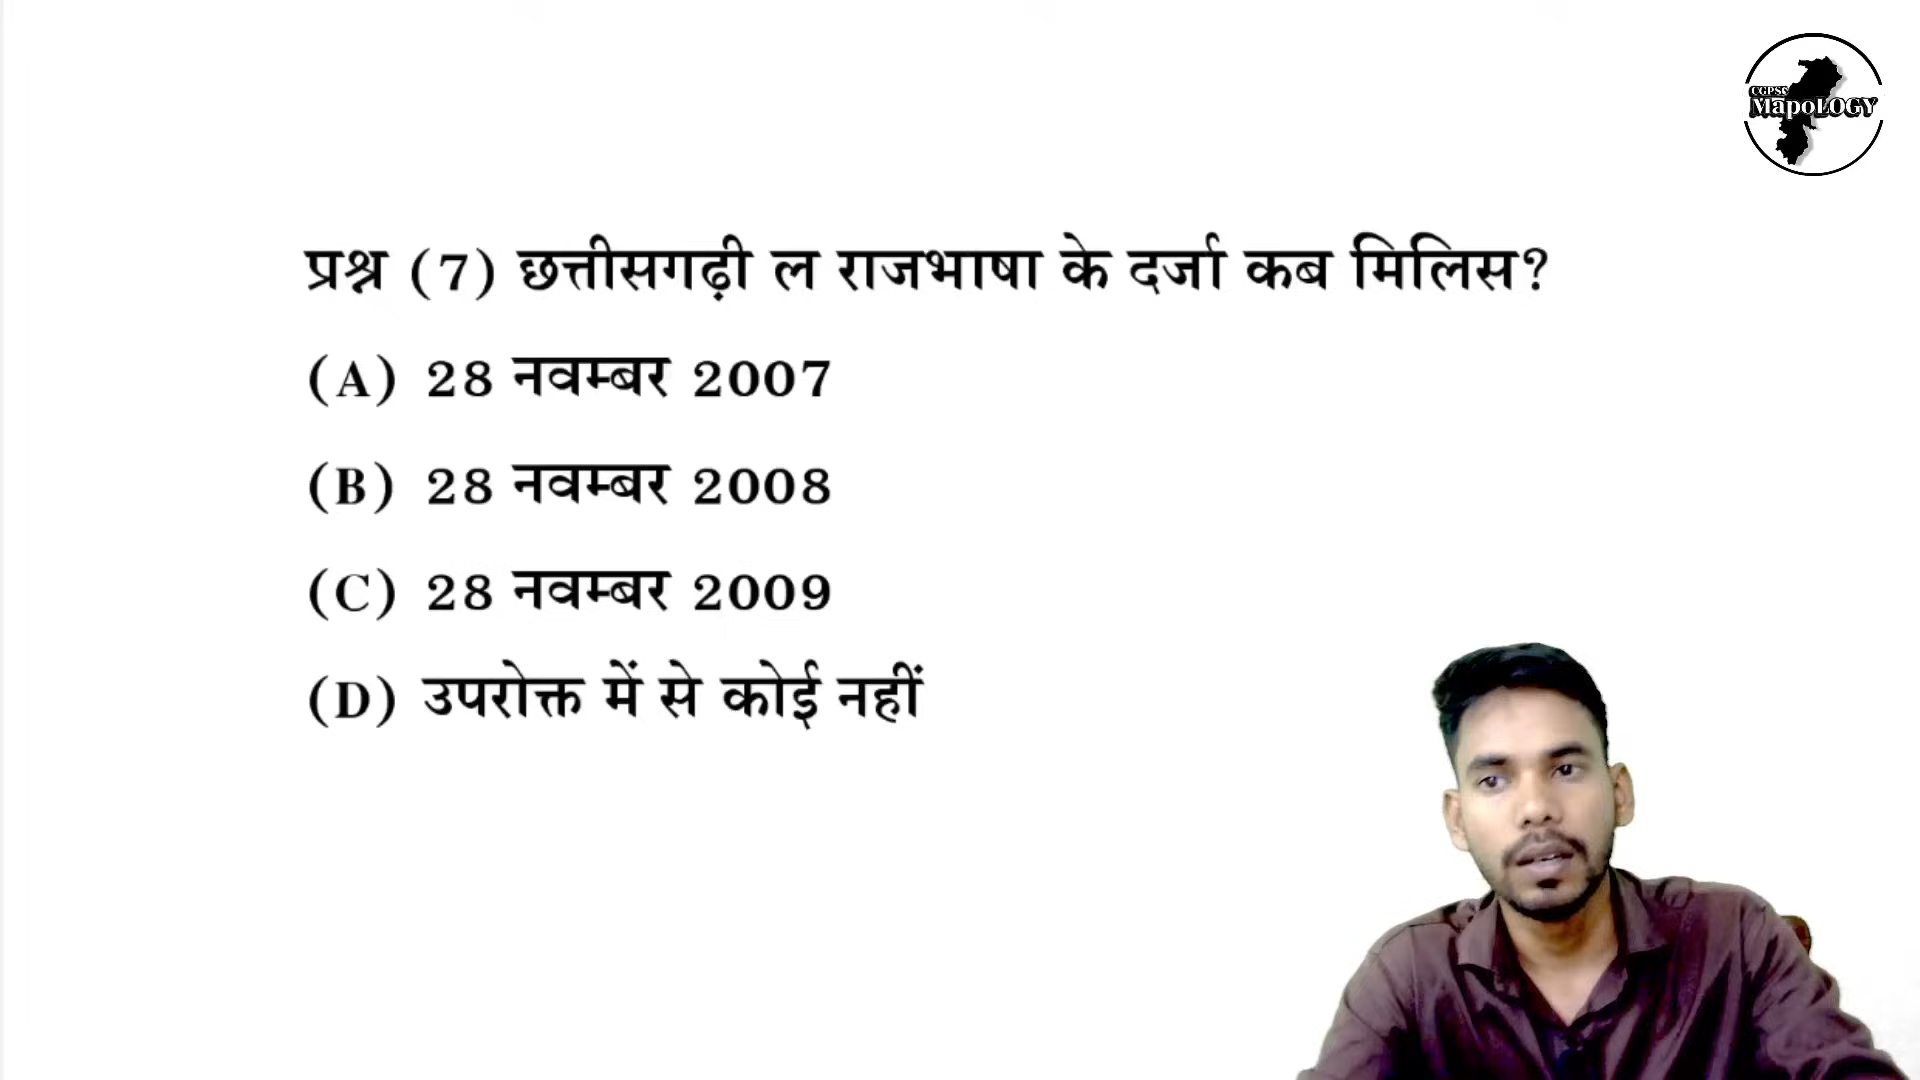 CGPSC
MapoLOGY
प्रश्न (7) छत्तीसगढ़ी ल राजभाषा के दर्जा कब मिलिस?
(A) 28 नवम्बर 2007
(B) 28 नवम्बर 2008
(C) 28 नवम्बर 2009
(D) उपरोक्त में से कोई नहीं